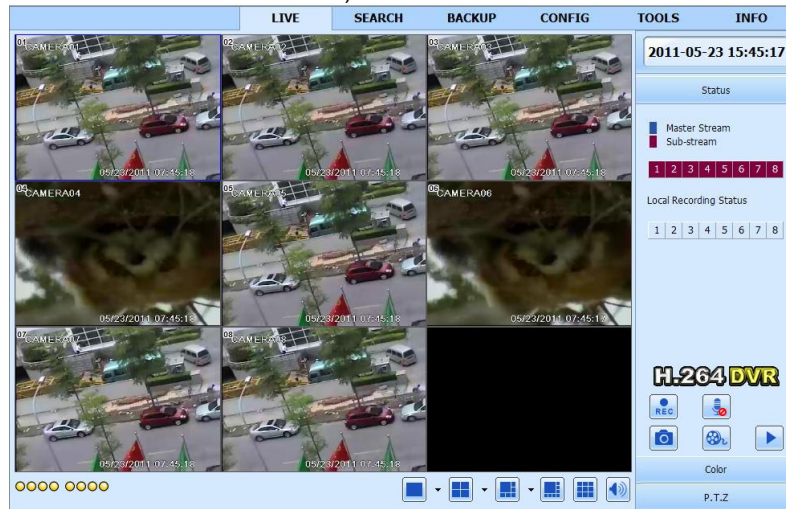 LIVE SEARCH BACKUP CONFIG TOOLS INFO
01 CAMERA01
02 CAMERA02
03 CAMERA03
05/23/2011 07:45:18
05/23/2011 07:45:18
05/23/2011 07:45:18
04 CAMERA04
05 CAMERA05
06 CAMERA06
05/23/2011 07:45:18
05/23/2011 07:45:18
05/23/2011 07:45:17
07 CAMERA07
08 CAMERA08
05/23/2011 07:45:18
05/23/2011 07:45:18
2011-05-23 15:45:17
Status
Master Stream
Sub-stream
1 2 3 4 5 6 7 8
Local Recording Status
1 2 3 4 5 6 7 8
H.264 DVR
REC
Color
P.T.Z